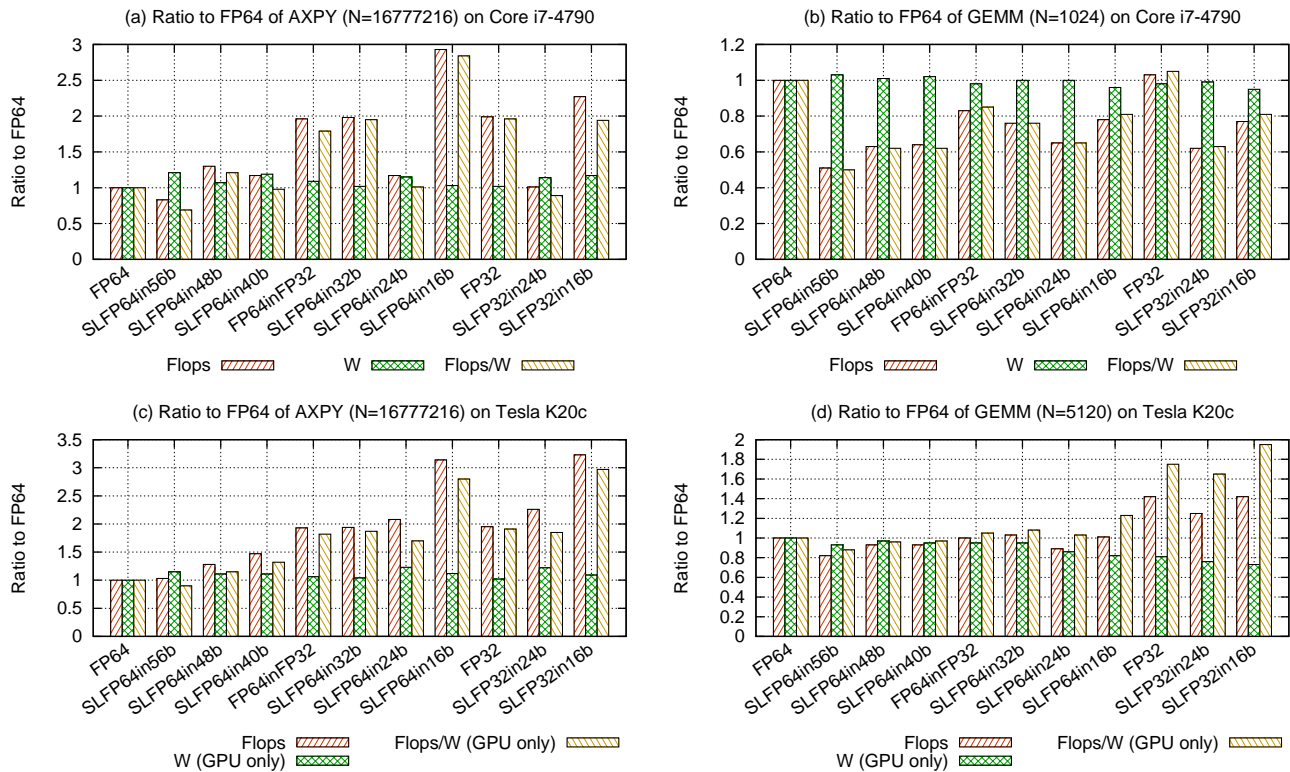 (a) Ratio to FP64 of AXPY (N=16777216) on Core i7-4790
Ratio to FP64
3
2.5
2
1.5
1
0.5
0
FP64
SLFP64in56b
SLFP64in48b
SLFP64in40b
FP64inFP32
SLFP64in32b
SLFP64in24b
SLFP64in16b
FP32
SLFP32in24b
SLFP32in16b
Flops W Flops/W
(b) Ratio to FP64 of GEMM (N=1024) on Core i7-4790
Ratio to FP64
1.2
1
0.8
0.6
0.4
0.2
0
FP64
SLFP64in56b
SLFP64in48b
SLFP64in40b
FP64inFP32
SLFP64in32b
SLFP64in24b
SLFP64in16b
FP32
SLFP32in24b
SLFP32in16b
Flops W Flops/W
(c) Ratio to FP64 of AXPY (N=16777216) on Tesla K20c
Ratio to FP64
3.5
3
2.5
2
1.5
1
0.5
0
FP64
SLFP64in56b
SLFP64in48b
SLFP64in40b
FP64inFP32
SLFP64in32b
SLFP64in24b
SLFP64in16b
FP32
SLFP32in24b
SLFP32in16b
Flops Flops/W (GPU only)
W (GPU only)
(d) Ratio to FP64 of GEMM (N=5120) on Tesla K20c
Ratio to FP64
2
1.8
1.6
1.4
1.2
1
0.8
0.6
0.4
0.2
0
FP64
SLFP64in56b
SLFP64in48b
SLFP64in40b
FP64inFP32
SLFP64in32b
SLFP64in24b
SLFP64in16b
FP32
SLFP32in24b
SLFP32in16b
Flops Flops/W (GPU only)
W (GPU only)